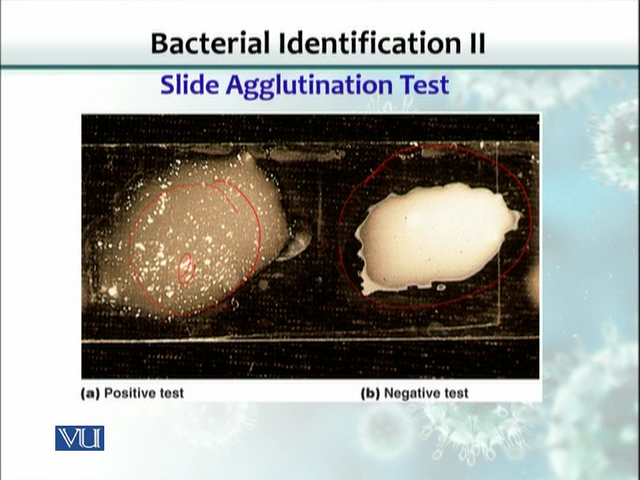 Bacterial Identification II
Slide Agglutination Test
(a) Positive test
(b) Negative test
VU